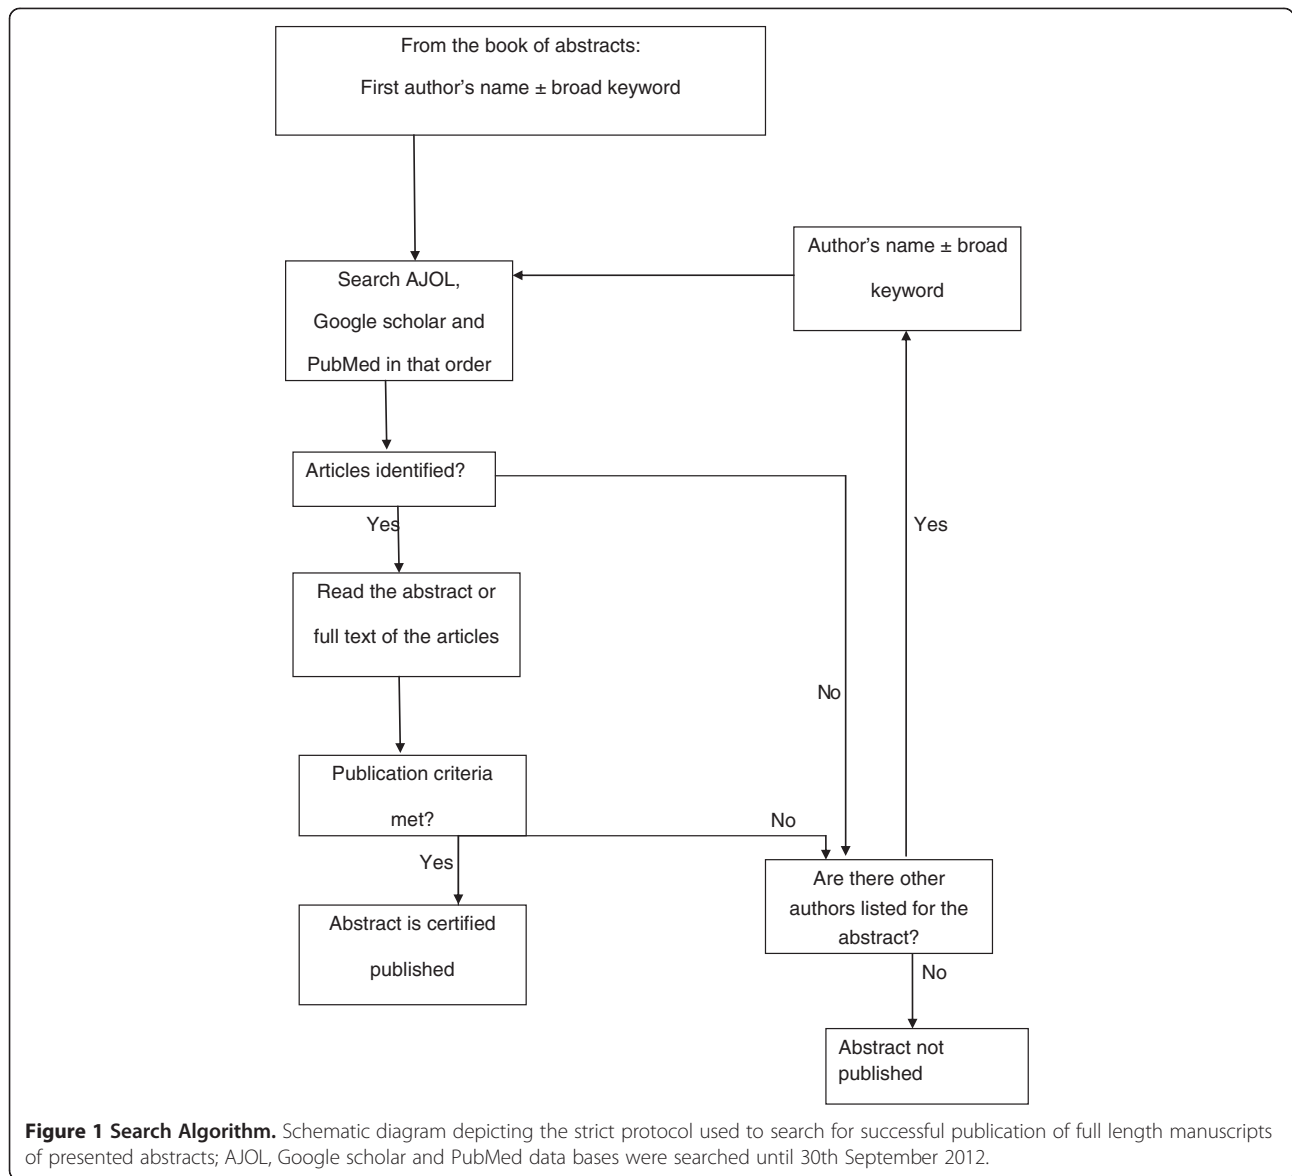 From the book of abstracts:
First author's name ± broad keyword
Author's name ± broad
keyword
Search AJOL,
Google scholar and
PubMed in that order
Articles identified?
Yes
Yes
Read the abstract or
full text of the articles
No
Publication criteria
met?
No
Yes
Are there other
authors listed for the
abstract?
Abstract is certified
published
No
Abstract not
published
Figure 1 Search Algorithm. Schematic diagram depicting the strict protocol used to search for successful publication of full length manuscripts
of presented abstracts; AJOL, Google scholar and PubMed data bases were searched until 30th September 2012.